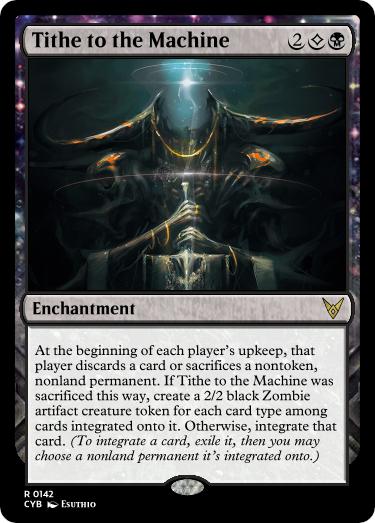 Tithe to the Machine 2
Enchantment
At the beginning of each player's upkeep, that
player discards a card or sacrifices a nontoken,
nonland permanent. If Tithe to the Machine was
sacrificed this way, create a 2/2 black Zombie
artifact creature token for each card type among
cards integrated onto it. Otherwise, integrate that
card. (To integrate a card, exile it, then you may
choose a nonland permanent it's integrated onto.)
R 0142
CYB Esuthio